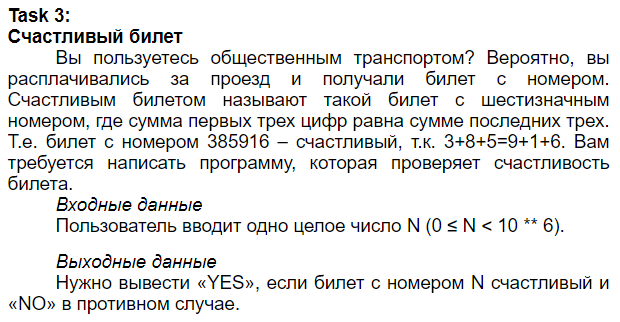 Task 3:
Счастливый билет
Вы пользуетесь общественным транспортом? Вероятно, вы
расплачивались за проезд и получали билет с номером.
Счастливым билетом называют такой билет с шестизначным
номером, где сумма первых трех цифр равна сумме последних трех.
Т.е. билет с номером 385916 – счастливый, т.к. 3+8+5=9+1+6. Вам
требуется написать программу, которая проверяет счастливость
билета.
Входные данные
Пользователь вводит одно целое число N (0 ≤ N < 10 ** 6).
Выходные данные
Нужно вывести «YES», если билет с номером N счастливый и
«NO» в противном случае.